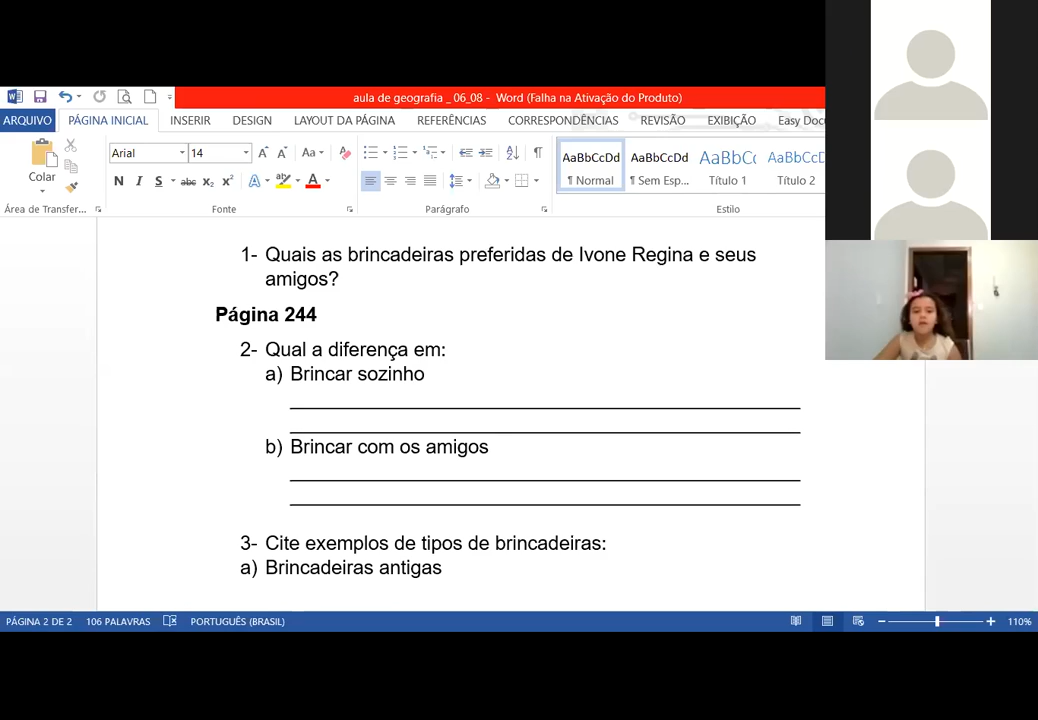 aula de geografia _ 06_08 - Word (Falha na Ativação do Produto)
ARQUIVO PÁGINA INICIAL INSERIR DESIGN LAYOUT DA PÁGINA REFERÊNCIAS CORRESPONDÊNCIAS REVISÃO EXIBIÇÃO Easy Docu
Colar
Área de Transfer...
Arial 14
N I S abc x₂ x²
Fonte
Parágrafo
AaBbCcDd AaBbCcDd AaBbCc AaBbCcD
¶ Normal ¶ Sem Esp... Título 1 Título 2
Estilo
1- Quais as brincadeiras preferidas de Ivone Regina e seus
amigos?
Página 244
2- Qual a diferença em:
a) Brincar sozinho
b) Brincar com os amigos
3- Cite exemplos de tipos de brincadeiras:
a) Brincadeiras antigas
PÁGINA 2 DE 2 106 PALAVRAS PORTUGUÊS (BRASIL) 110%